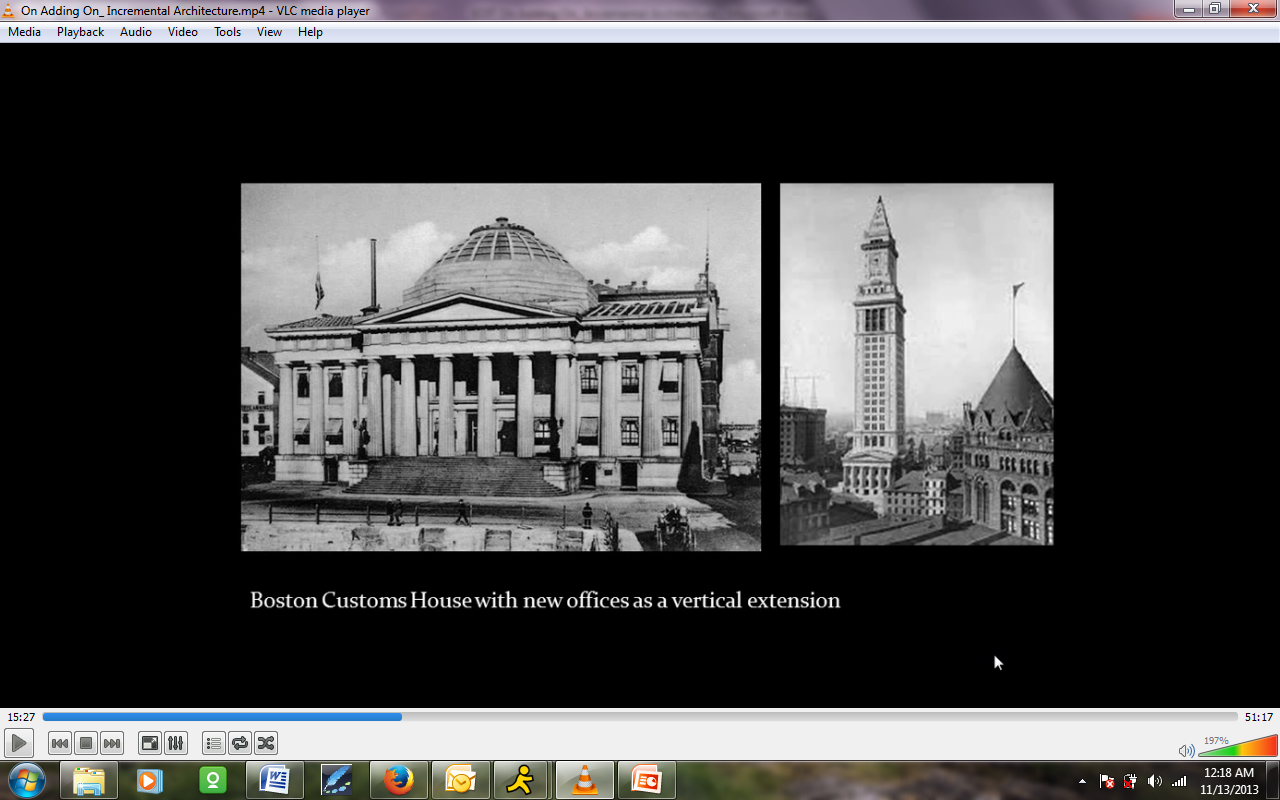 On Adding On_ Incremental Architecture.mp4 - VLC media player
Media Playback Audio Video Tools View Help
Boston Customs House with new offices as a vertical extension
15:27 51:17
197%
12:18 AM
11/13/2013